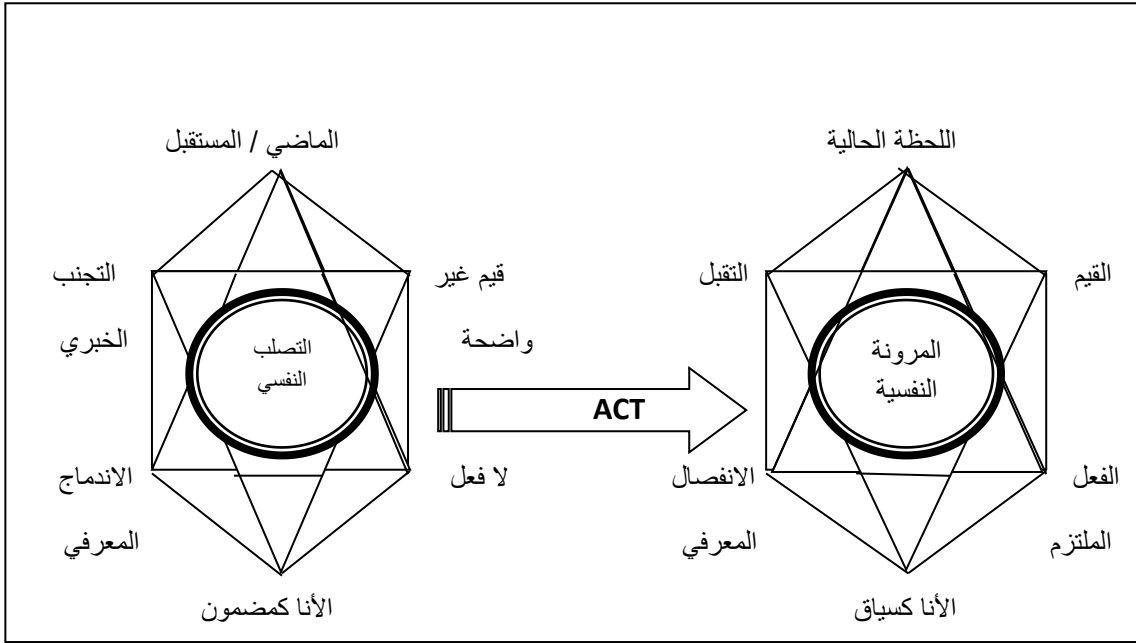 اللحظة الحالية
الماضي / المستقبل
القيم
التقبل
قيم غير
واضحة
التجنب
الخبري
المرونة
النفسية
التصلب
النفسي
ACT
الفعل
الملتزم
الانفصال
المعرفي
لا فعل
الاندماج
المعرفي
الأنا كسياق
الأنا كمضمون